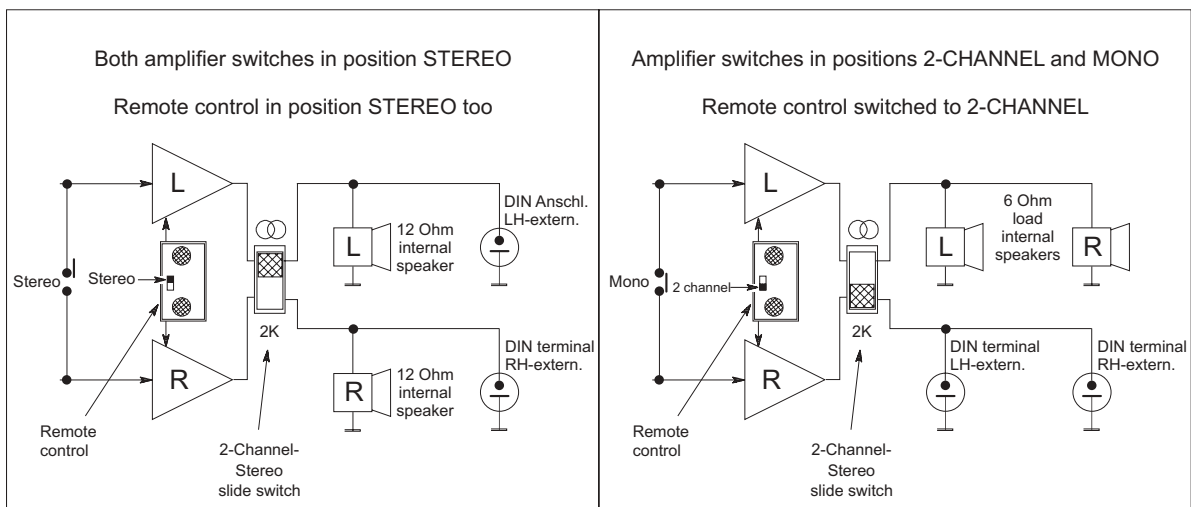 Both amplifier switches in position STEREO
Remote control in position STEREO too
L
DIN Anschl.
LH-extern.
12 Ohm
internal
speaker
L
Stereo
Stereo
2K
DIN terminal
RH-extern.
12 Ohm
internal
speaker
R
R
Remote
control
2-Channel-
Stereo
slide switch
Amplifier switches in positions 2-CHANNEL and MONO
Remote control switched to 2-CHANNEL
L
6 Ohm
load
internal
speakers
L
R
Mono
2 channel
2K
DIN terminal
LH-extern.
DIN terminal
RH-extern.
R
Remote
control
2-Channel-
Stereo
slide switch